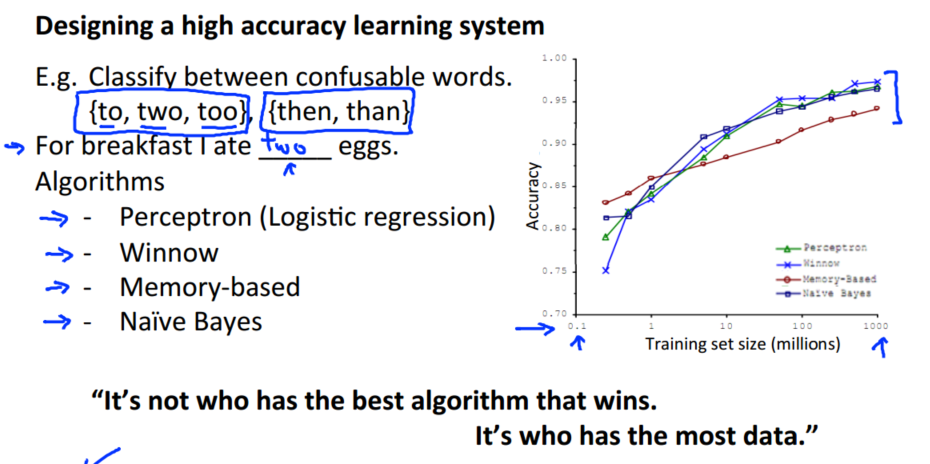 Designing a high accuracy learning system
E.g. Classify between confusable words.
{to, two, too}, {then, than}
For breakfast I ate two eggs.
Algorithms
- Perceptron (Logistic regression)
- Winnow
- Memory-based
- Naïve Bayes
1.00
0.95
0.90
0.85
0.80
0.75
0.70
Accuracy
0.1 1 10 100 1000
Training set size (millions)
Perceptron
Winnow
Memory-Based
Naïve Bayes
“It’s not who has the best algorithm that wins.
It’s who has the most data.”